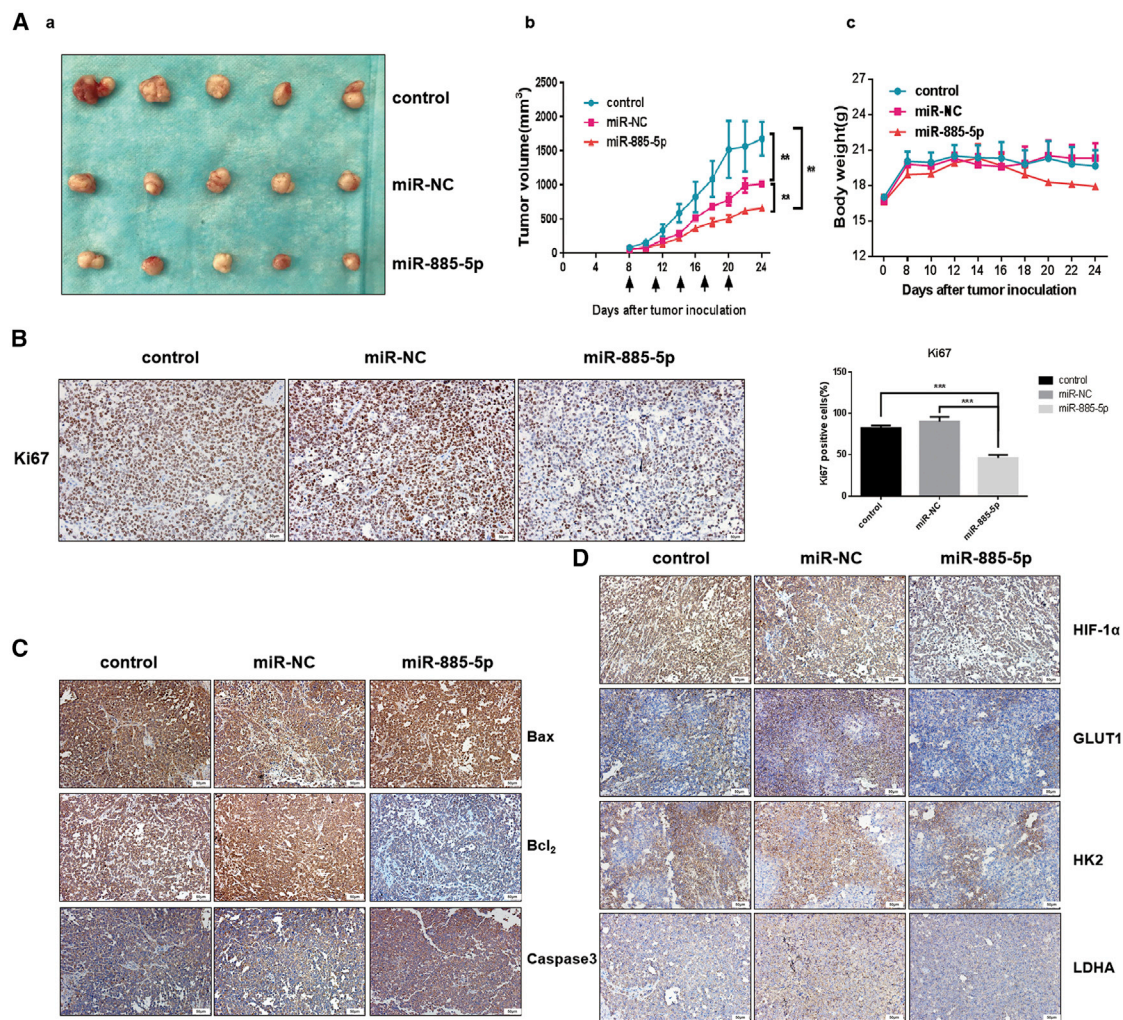 A
a
control
miR-NC
miR-885-5p
b
Tumor volume(mm³)
2500
2000
1500
1000
500
0
control
miR-NC
miR-885-5p
**
**
**
0 4 8 12 16 20 24
Days after tumor inoculation
c
Body weight(g)
27
24
21
18
15
12
control
miR-NC
miR-885-5p
0 8 10 12 14 16 18 20 22 24
Days after tumor inoculation
B
control miR-NC miR-885-5p
Ki67
Ki67
Ki67 positive cells(%)
150
100
50
0
***
***
control
miR-NC
miR-885-5p
control
miR-NC
miR-885-5p
C
control miR-NC miR-885-5p
Bax
Bcl₂
Caspase3
D
control miR-NC miR-885-5p
HIF-1α
GLUT1
HK2
LDHA